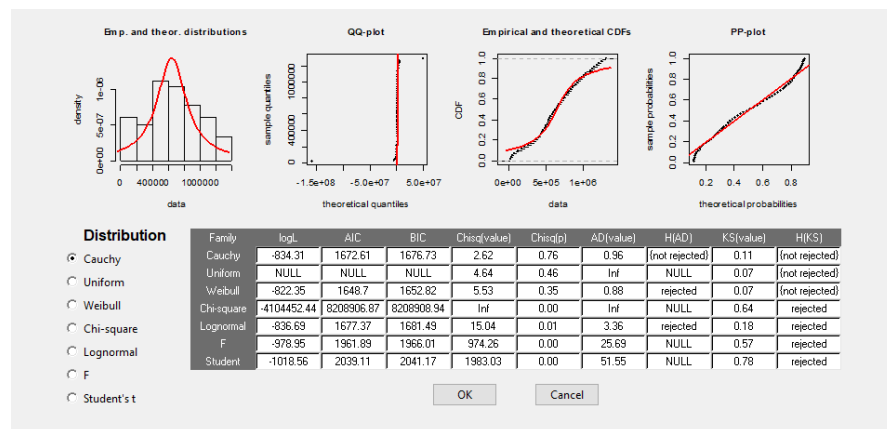 Emp. and theor. distributions
QQ-plot
Empirical and theoretical CDFs
PP-plot
density
0e+00 5e-07 1e-06
0 400000 1000000
data
sample quantiles
0 400000 1000000
-1.5e+08 -5.0e+07 5.0e+07
theoretical quantiles
CDF
0.0 0.2 0.4 0.6 0.8 1.0
0e+00 5e+05 1e+06
data
sample probabilities
0.0 0.2 0.4 0.6 0.8 1.0
0.2 0.4 0.6 0.8
theoretical probabilities
Distribution
Cauchy
Uniform
Weibull
Chi-square
Lognormal
F
Student's t
Family logL AIC BIC Chisq(value) Chisq(p) AD(value) H(AD) KS(value) H(KS)
Cauchy -834.31 1672.61 1676.73 2.62 0.76 0.96 {not rejected} 0.11 {not rejected}
Uniform NULL NULL NULL 4.64 0.46 Inf NULL 0.07 {not rejected}
Weibull -822.35 1648.7 1652.82 5.53 0.35 0.88 rejected 0.07 {not rejected}
Chi-square -4104452.44 8208906.87 8208908.94 Inf 0.00 Inf NULL 0.64 rejected
Lognormal -836.69 1677.37 1681.49 15.04 0.01 3.36 rejected 0.18 rejected
F -978.95 1961.89 1966.01 974.26 0.00 25.69 NULL 0.57 rejected
Student -1018.56 2039.11 2041.17 1983.03 0.00 51.55 NULL 0.78 rejected
OK
Cancel